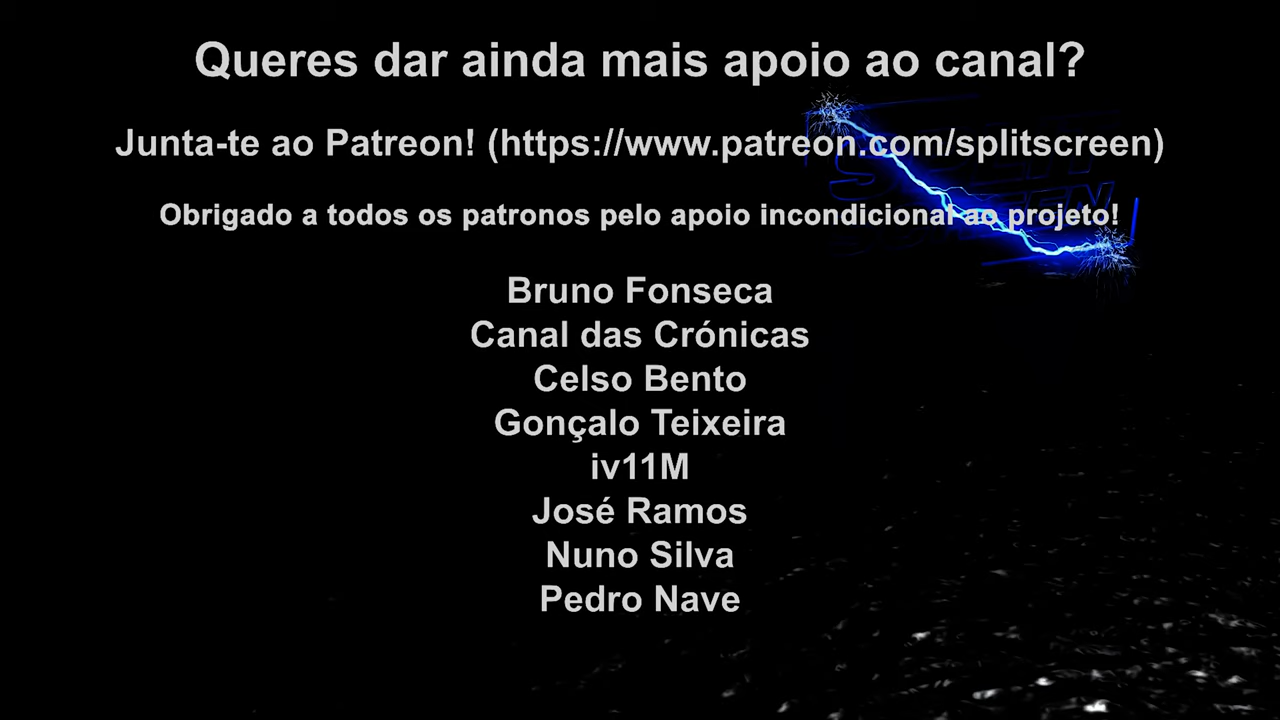 Queres dar ainda mais apoio ao canal?
Junta-te ao Patreon! (https://www.patreon.com/splitscreen)
Obrigado a todos os patronos pelo apoio incondicional ao projeto!
Bruno Fonseca
Canal das Crónicas
Celso Bento
Gonçalo Teixeira
iv11M
José Ramos
Nuno Silva
Pedro Nave